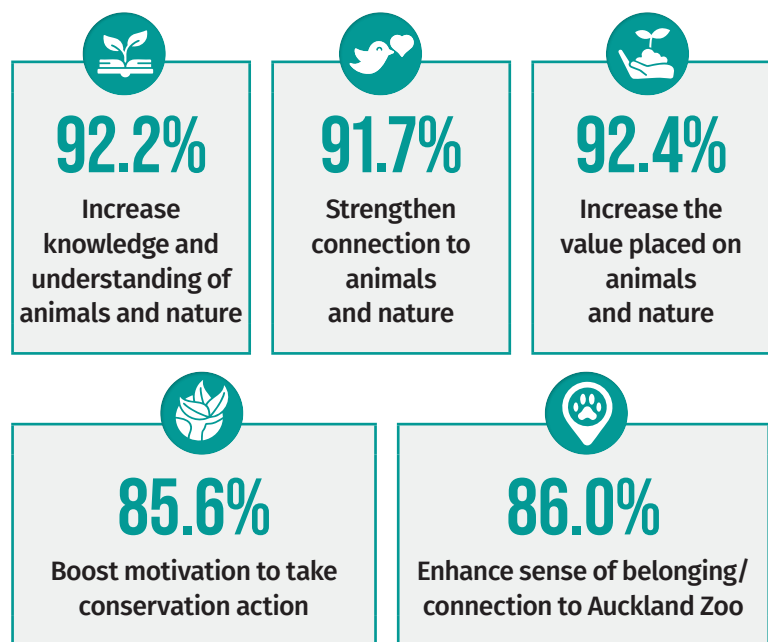 92.2%
Increase
knowledge and
understanding of
animals and nature
91.7%
Strengthen
connection to
animals
and nature
92.4%
Increase the
value placed on
animals
and nature
85.6%
Boost motivation to take
conservation action
86.0%
Enhance sense of belonging/
connection to Auckland Zoo